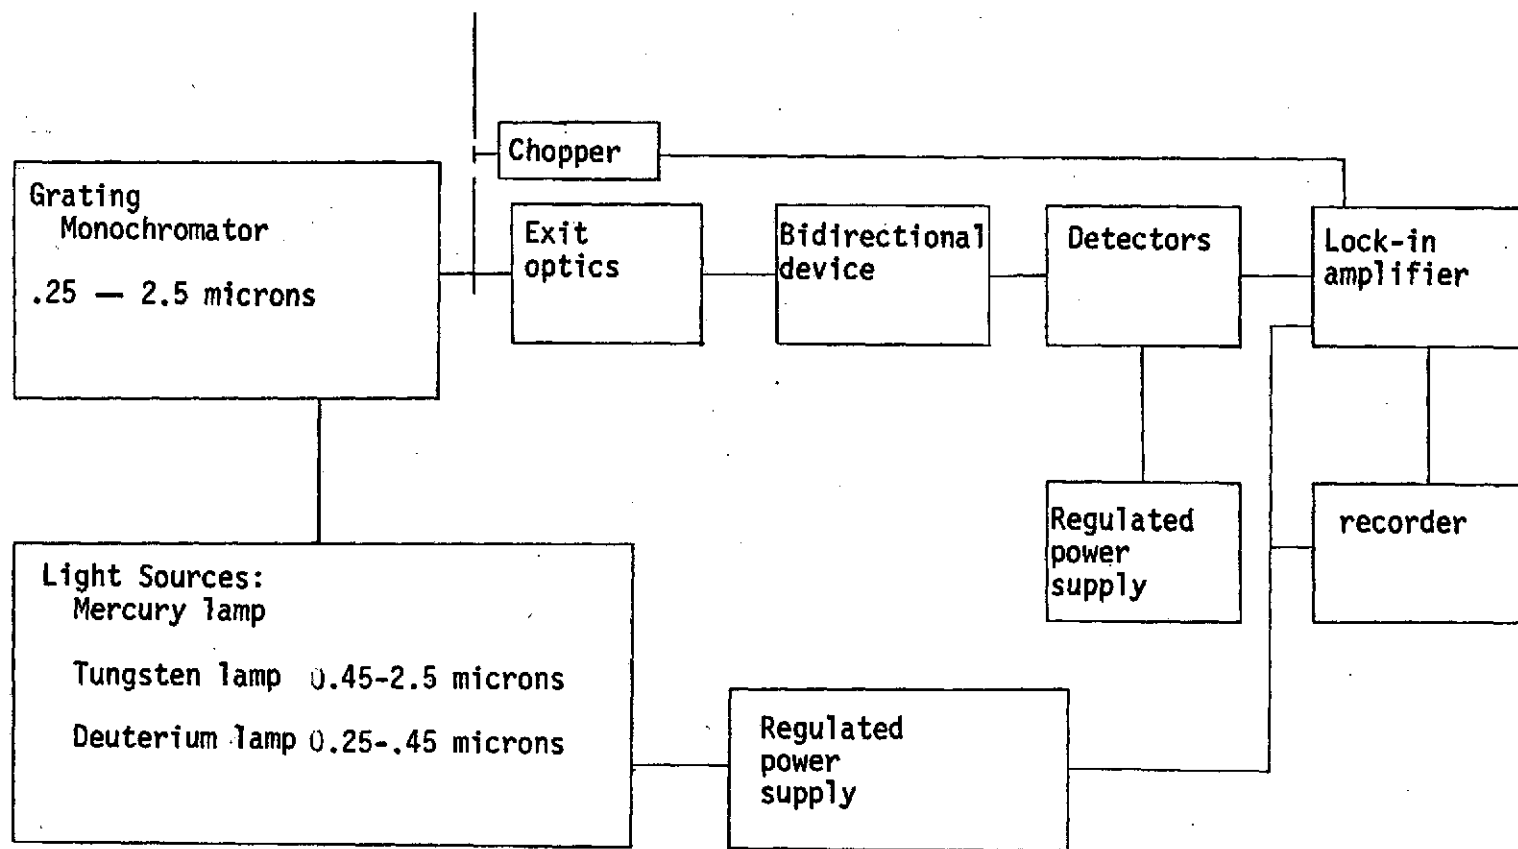 Chopper
Grating
Monochromator
.25 — 2.5 microns
Exit
optics
Bidirectional
device
Detectors
Lock-in
amplifier
Regulated
power
supply
recorder
Light Sources:
Mercury lamp
Tungsten lamp 0.45-2.5 microns
Deuterium lamp 0.25-.45 microns
Regulated
power
supply